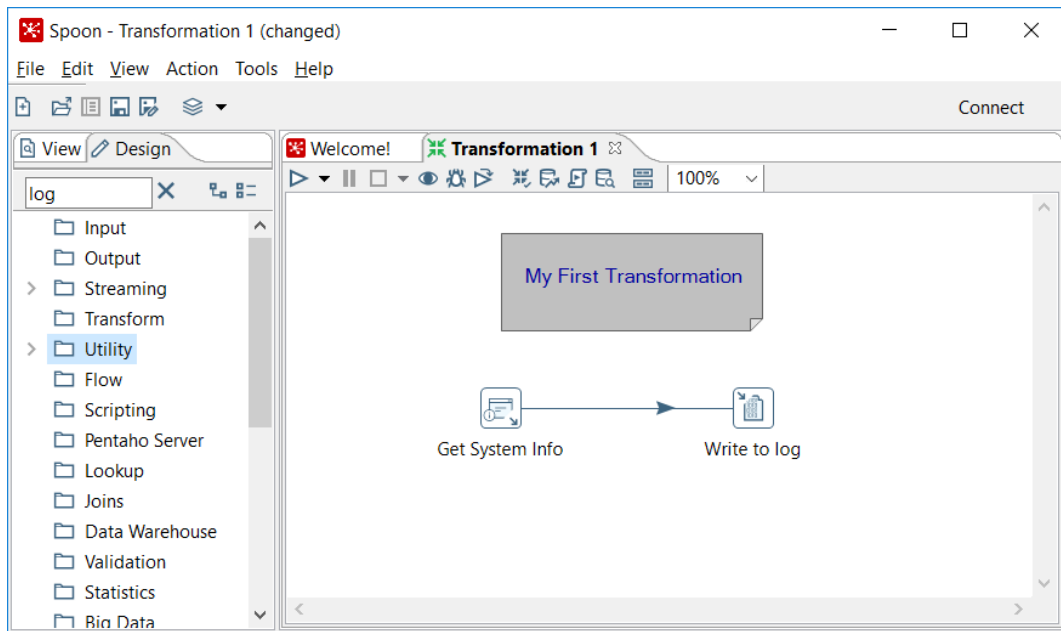 Spoon - Transformation 1 (changed)
File Edit View Action Tools Help
Connect
View Design
Welcome! Transformation 1
log
100%
Input
Output
Streaming
Transform
Utility
Flow
Scripting
Pentaho Server
Lookup
Joins
Data Warehouse
Validation
Statistics
Big Data
My First Transformation
Get System Info Write to log